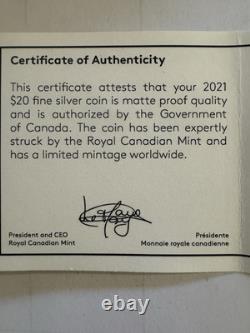 Certificate of Authenticity
This certificate attests that your 2021
$20 fine silver coin is matte proof quality
and is authorized by the Government
of Canada. The coin has been expertly
struck by the Royal Canadian Mint and
has a limited mintage worldwide.
President and CEO
Royal Canadian Mint
Présidente
Monnaie royale canadienne
ebay